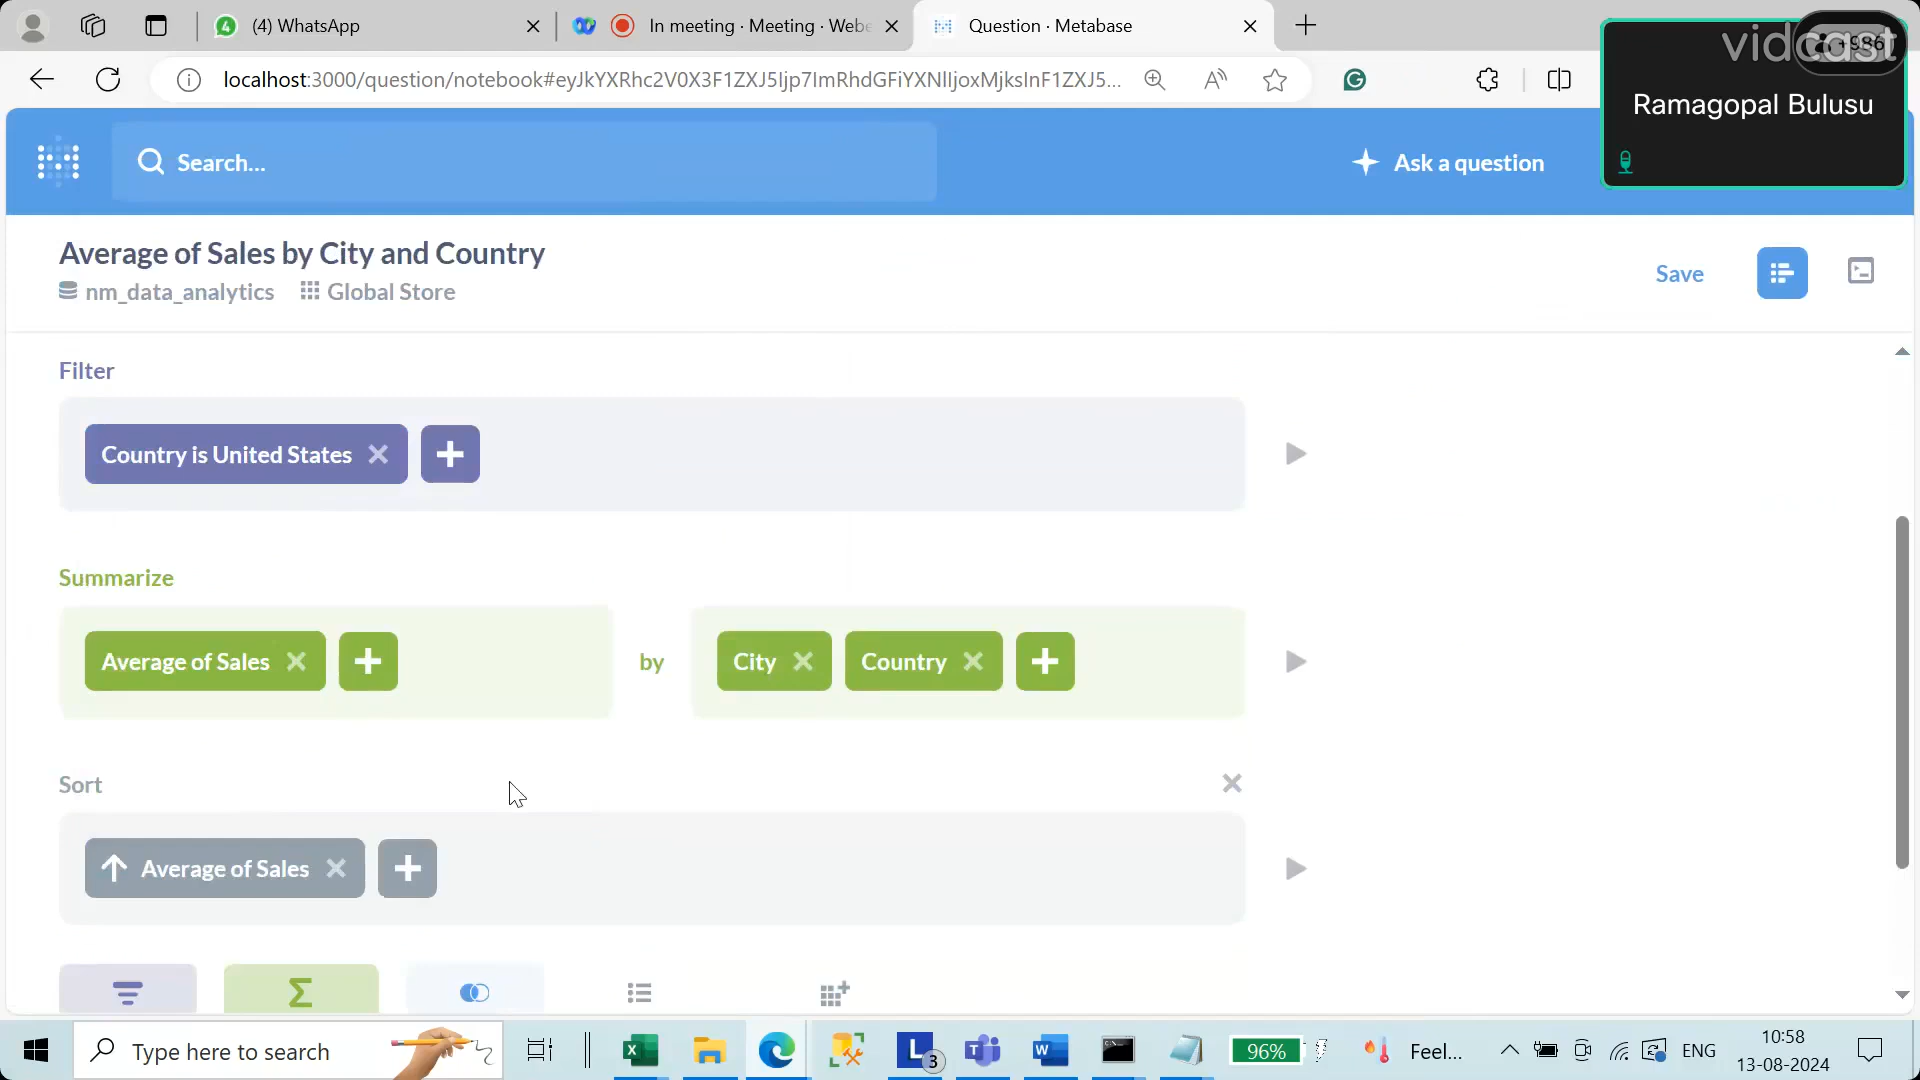 (4) WhatsApp
In meeting · Meeting · Webe
Question · Metabase
vidcast
+986
localhost:3000/question/notebook#eyJkYXRhc2V0X3F1ZXJ5Ijp7ImRhdGFiYXNlIjoxMjksInF1ZXJ5...
Ramagopal Bulusu
Search...
Ask a question
Average of Sales by City and Country
nm_data_analytics
Global Store
Save
Filter
Country is United States
Summarize
Average of Sales
by
City
Country
Sort
Average of Sales
Type here to search
3
96%
Feel...
ENG
10:58
13-08-2024